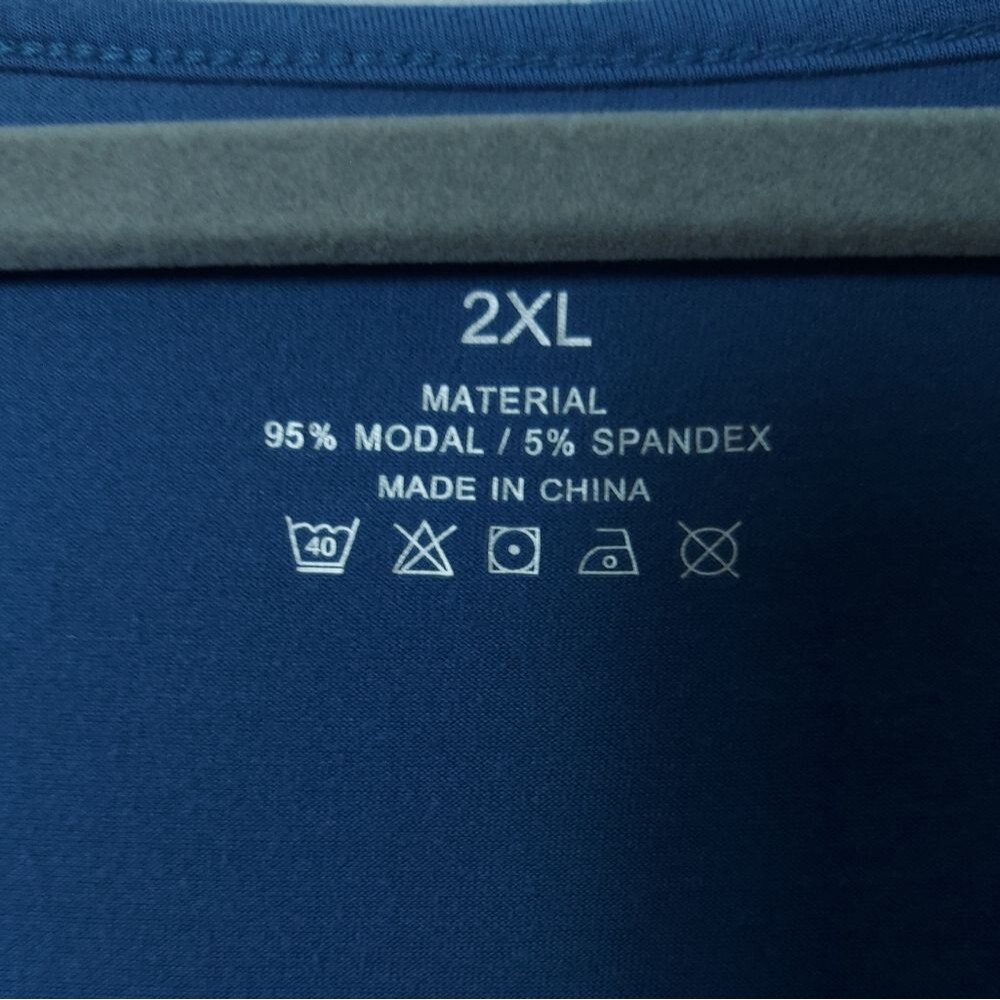 2XL
MATERIAL
95% MODAL / 5% SPANDEX
MADE IN CHINA
40